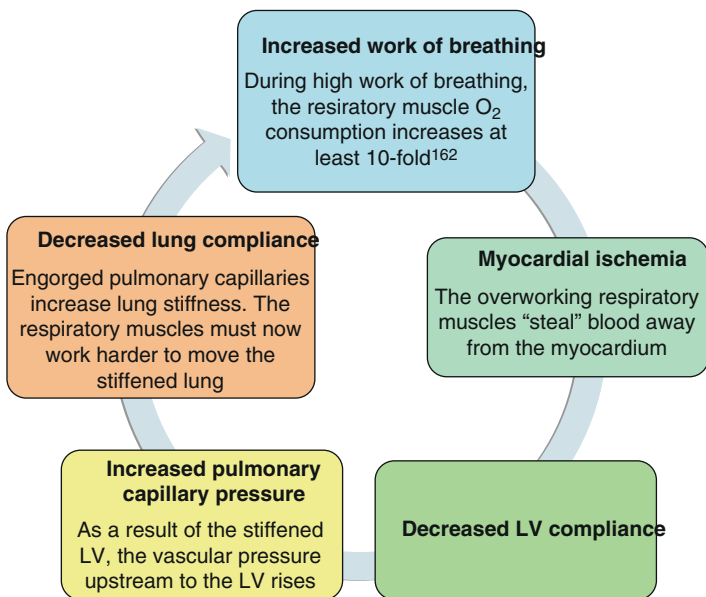 Increased work of breathing
During high work of breathing,
the resiratory muscle O₂
consumption increases at
least 10-fold¹⁶²
Myocardial ischemia
The overworking respiratory
muscles “steal” blood away
from the myocardium
Decreased LV compliance
Increased pulmonary
capillary pressure
As a result of the stiffened
LV, the vascular pressure
upstream to the LV rises
Decreased lung compliance
Engorged pulmonary capillaries
increase lung stiffness. The
respiratory muscles must now
work harder to move the
stiffened lung